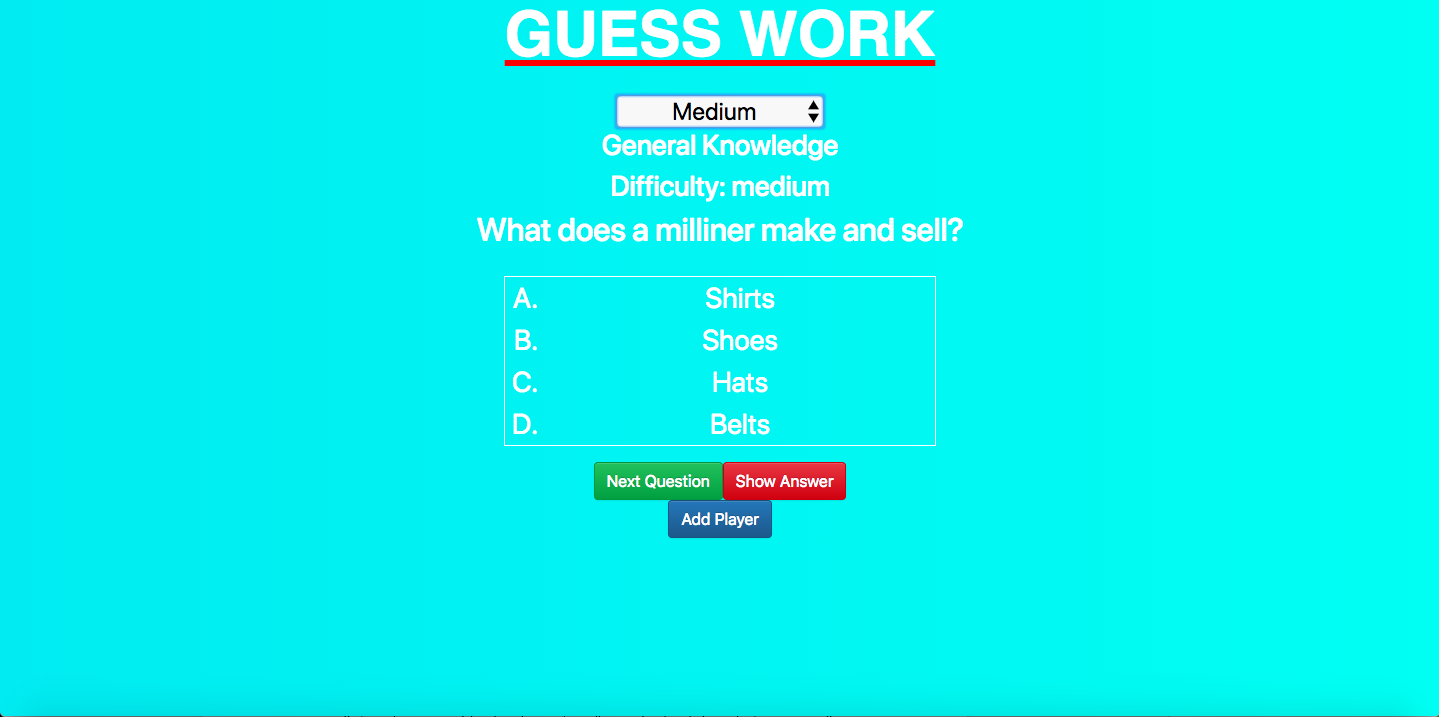 GUESS WORK
Medium
General Knowledge
Difficulty: medium
What does a milliner make and sell?
A. Shirts
B. Shoes
C. Hats
D. Belts
Next Question Show Answer
Add Player